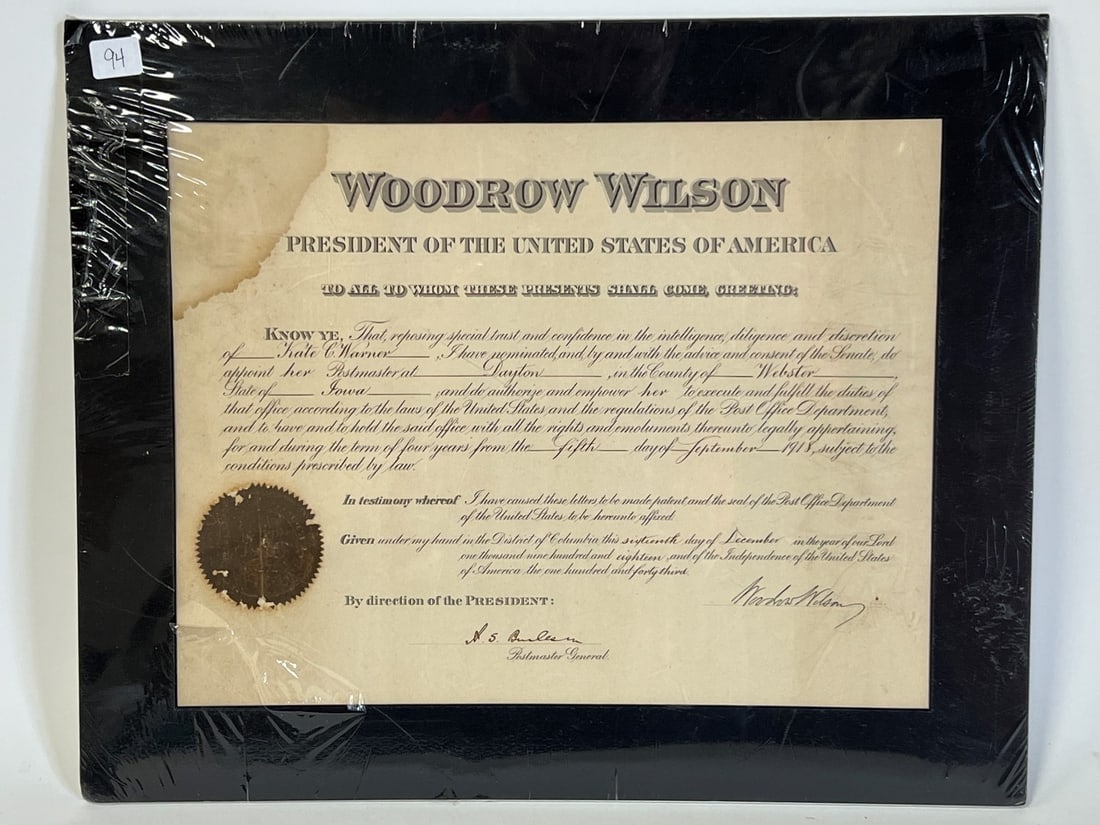 94
WOODROW WILSON
PRESIDENT OF THE UNITED STATES OF AMERICA
TO ALL TO WHOM THESE PRESENTS SHALL COME, GREETING:
KNOW YE, That, reposing special trust and confidence in the intelligence, diligence and discretion
of Kate C Warner, I have nominated, and, by and with the advice and consent of the Senate, do
appoint her Postmaster at Dayton, in the County of Webster,
State of Iowa, and do authorize and empower her to execute and fulfill the duties of
that office according to the laws of the United States and the regulations of the Post Office Department,
and to have and to hold the said office with all the rights and emoluments thereunto legally appertaining,
for and during the term of four years from the fifth day of September 1918, subject to the
conditions prescribed by law.
In testimony whereof I have caused these letters to be made patent and the seal of the Post Office Department
of the United States to be hereunto affixed.
Given under my hand in the District of Columbia this sixteenth day of December in the year of our Lord
one thousand nine hundred and eighteen, and of the Independence of the United States
of America the one hundred and forty third.
By direction of the PRESIDENT:
Woodrow Wilson
A. S. Burleson
Postmaster General.